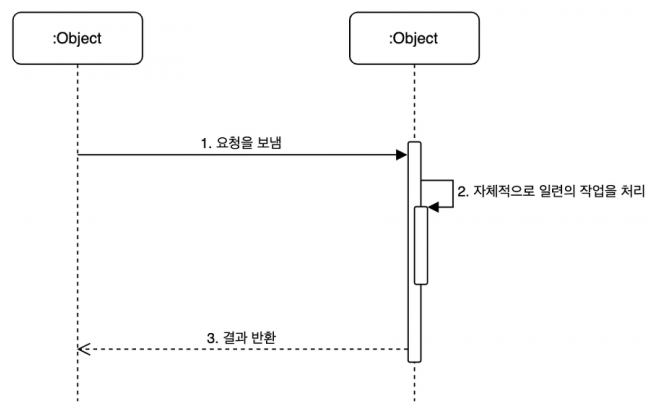 :Object
:Object
1. 요청을 보냄
2. 자체적으로 일련의 작업을 처리
3. 결과 반환